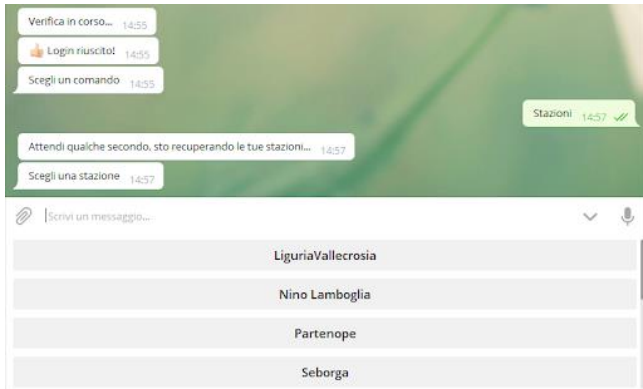 Verifica in corso... 14:55
👍 Login riuscito! 14:55
Scegli un comando 14:55
Stazioni 14:57
Attendi qualche secondo, sto recuperando le tue stazioni... 14:57
Scegli una stazione 14:57
Scrivi un messaggio...
LiguriaVallecrosia
Nino Lamboglia
Partenope
Seborga